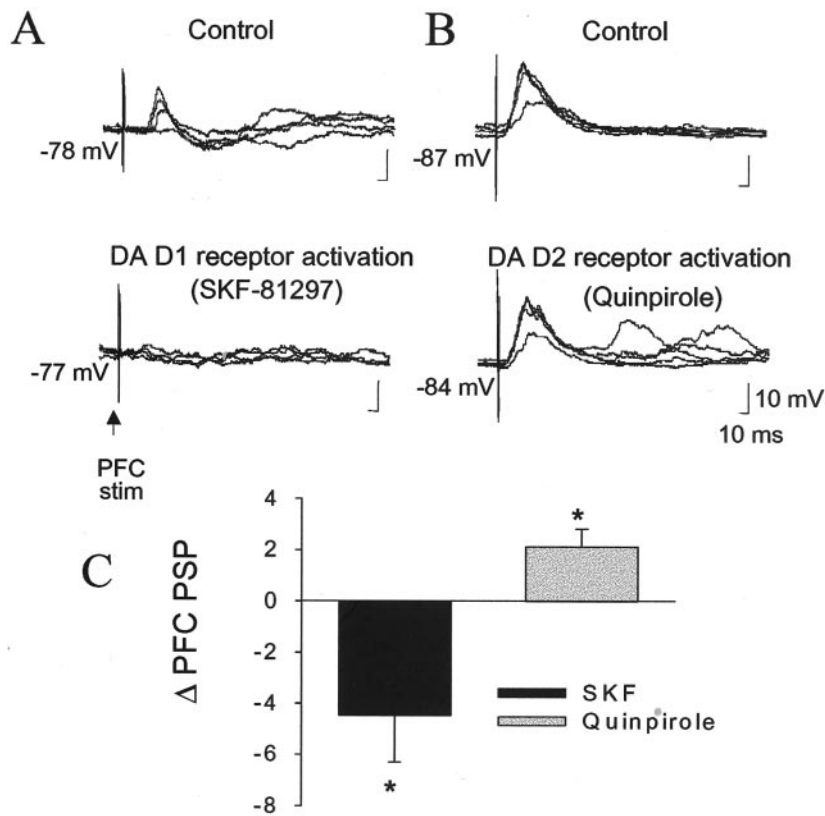 A
Control
-78 mV
DA D1 receptor activation
(SKF-81297)
-77 mV
PFC
stim
B
Control
-87 mV
DA D2 receptor activation
(Quinpirole)
-84 mV
10 mV
10 ms
C
Δ PFC PSP
4
2
0
-2
-4
-6
-8
*
*
SKF
Quinpirole